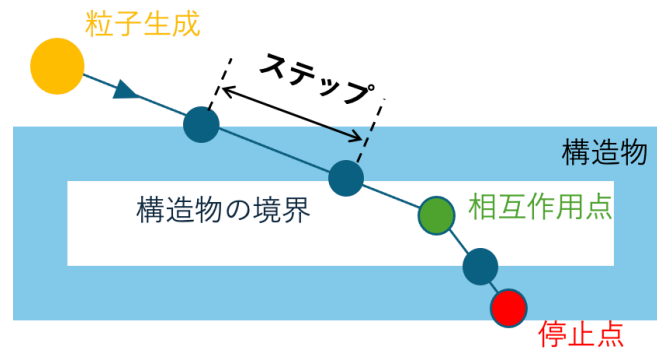 粒子生成
ステップ
構造物
構造物の境界
相互作用点
停止点